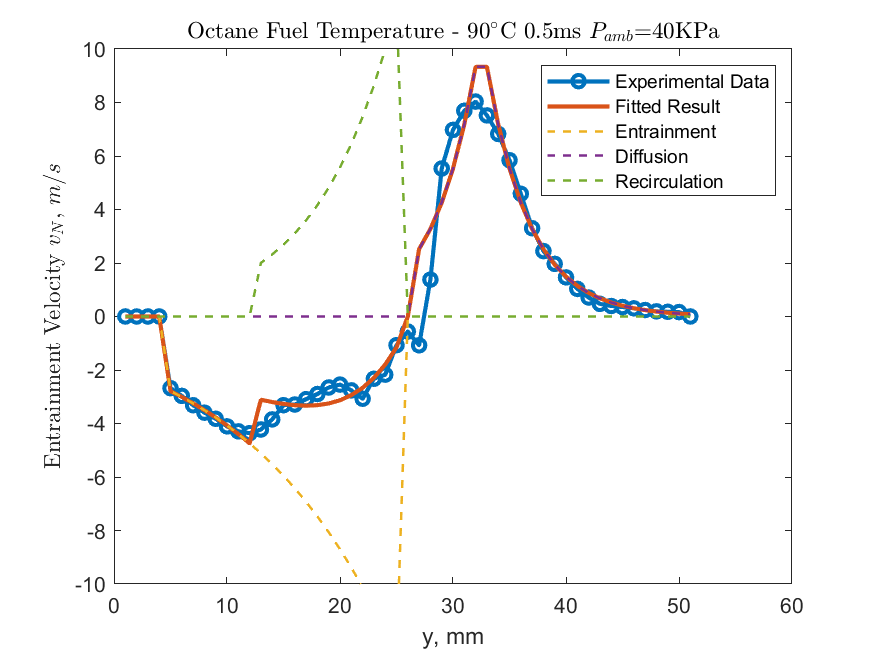 Octane Fuel Temperature - 90°C 0.5ms P_amb=40KPa
Entrainment Velocity v_N, m/s
10
8
6
4
2
0
-2
-4
-6
-8
-10
Experimental Data
Fitted Result
Entrainment
Diffusion
Recirculation
0 10 20 30 40 50 60
y, mm